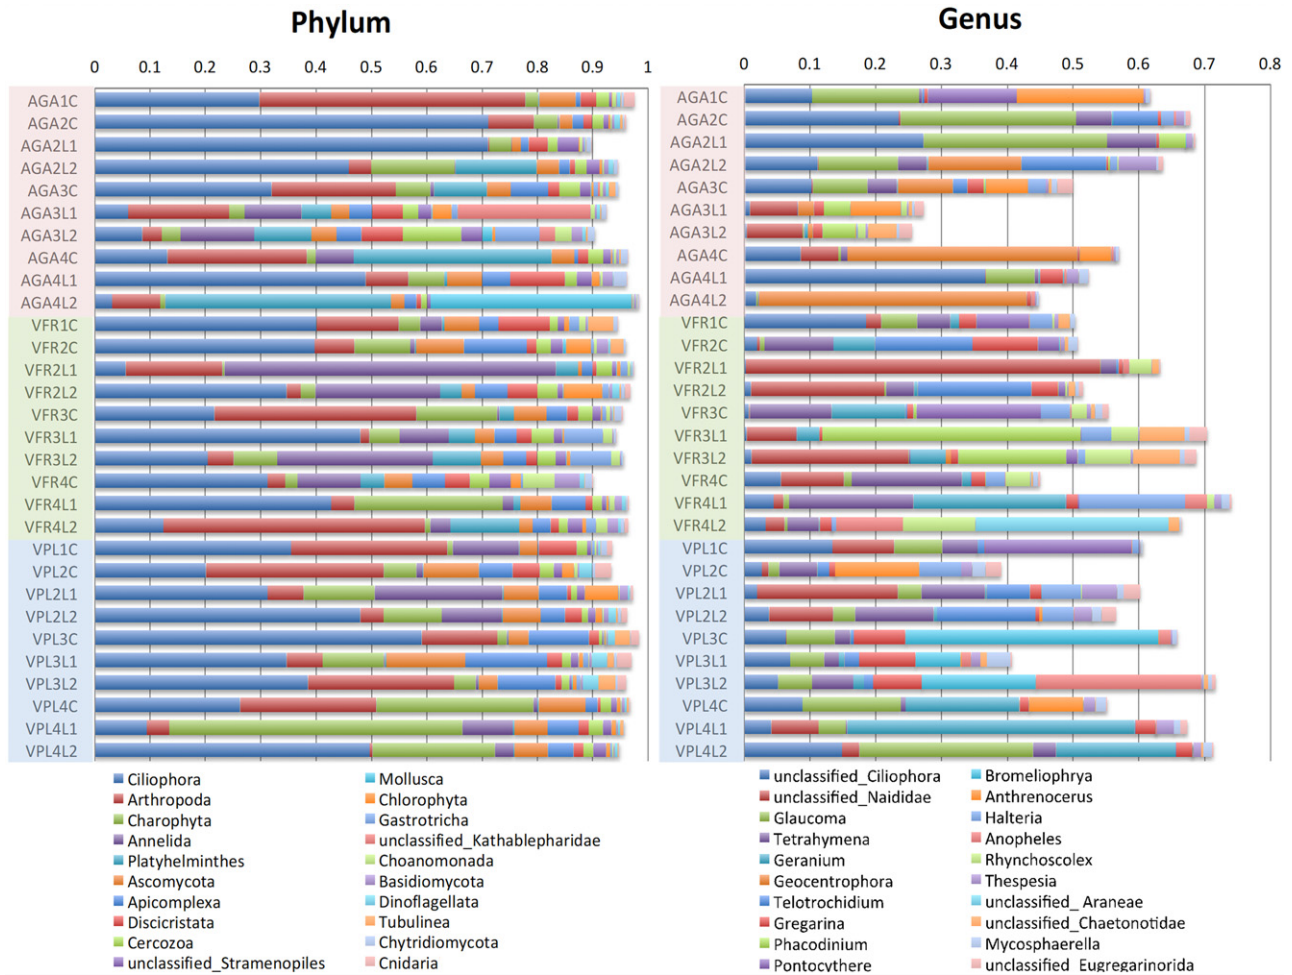 Phylum
0 0.1 0.2 0.3 0.4 0.5 0.6 0.7 0.8 0.9 1
AGA1C
AGA2C
AGA2L1
AGA2L2
AGA3C
AGA3L1
AGA3L2
AGA4C
AGA4L1
AGA4L2
VFR1C
VFR2C
VFR2L1
VFR2L2
VFR3C
VFR3L1
VFR3L2
VFR4C
VFR4L1
VFR4L2
VPL1C
VPL2C
VPL2L1
VPL2L2
VPL3C
VPL3L1
VPL3L2
VPL4C
VPL4L1
VPL4L2
Ciliophora
Arthropoda
Charophyta
Annelida
Platyhelminthes
Ascomycota
Apicomplexa
Discicristata
Cercozoa
unclassified_Stramenopiles
Mollusca
Chlorophyta
Gastrotricha
unclassified_Kathablepharidae
Choanomonada
Basidiomycota
Dinoflagellata
Tubulinea
Chytridiomycota
Cnidaria
Genus
0 0.1 0.2 0.3 0.4 0.5 0.6 0.7 0.8
AGA1C
AGA2C
AGA2L1
AGA2L2
AGA3C
AGA3L1
AGA3L2
AGA4C
AGA4L1
AGA4L2
VFR1C
VFR2C
VFR2L1
VFR2L2
VFR3C
VFR3L1
VFR3L2
VFR4C
VFR4L1
VFR4L2
VPL1C
VPL2C
VPL2L1
VPL2L2
VPL3C
VPL3L1
VPL3L2
VPL4C
VPL4L1
VPL4L2
unclassified_Ciliophora
unclassified_Naididae
Glaucoma
Tetrahymena
Geranium
Geocentrophora
Telotrochidium
Gregarina
Phacodinium
Pontocythere
Bromeliophrya
Anthrenocerus
Halteria
Anopheles
Rhynchoscolex
Thespesia
unclassified_ Araneae
unclassified_Chaetonotidae
Mycosphaerella
unclassified_Eugregarinorida